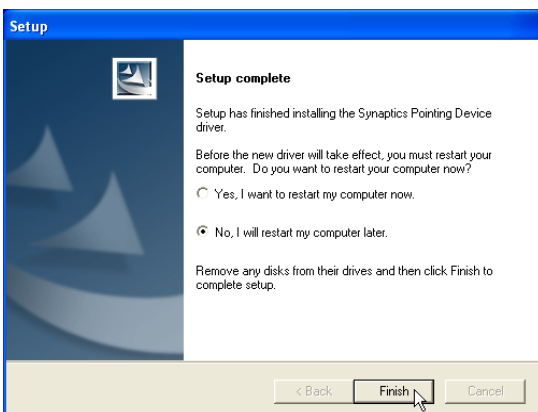 Setup
Setup complete
Setup has finished installing the Synaptics Pointing Device
driver.
Before the new driver will take effect, you must restart your
computer. Do you want to restart your computer now?
Yes, I want to restart my computer now.
No, I will restart my computer later.
Remove any disks from their drives and then click Finish to
complete setup.
< Back Finish Cancel